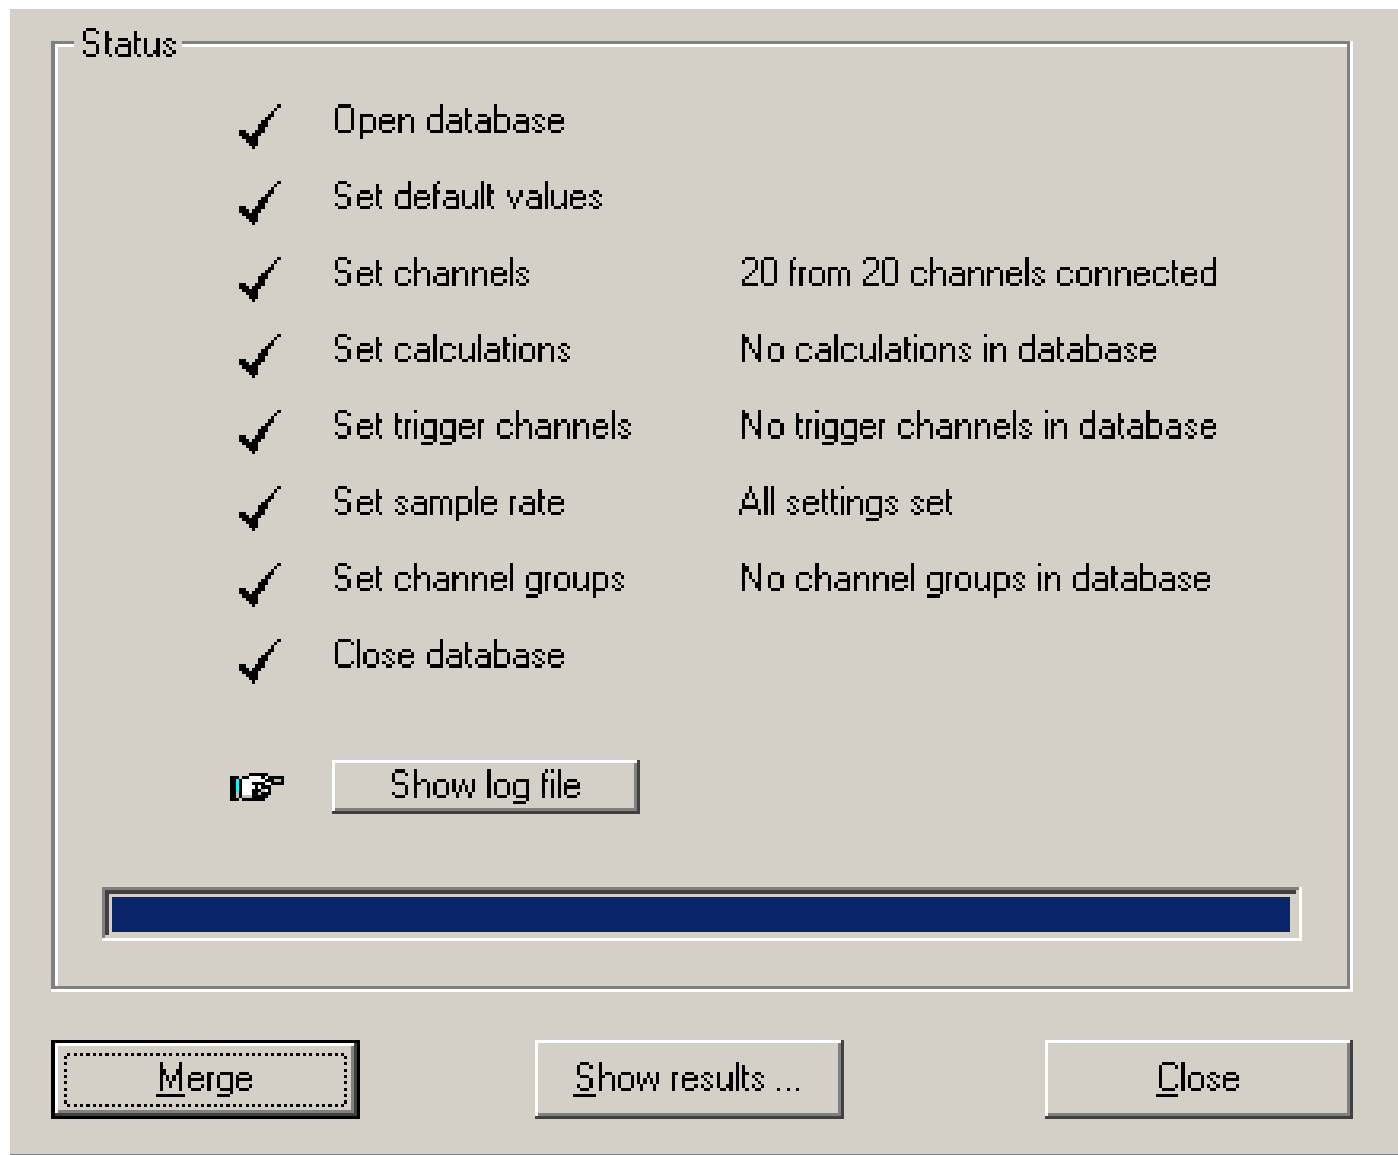 Status
Open database
Set default values
Set channels 20 from 20 channels connected
Set calculations No calculations in database
Set trigger channels No trigger channels in database
Set sample rate All settings set
Set channel groups No channel groups in database
Close database
Show log file
Merge Show results ... Close